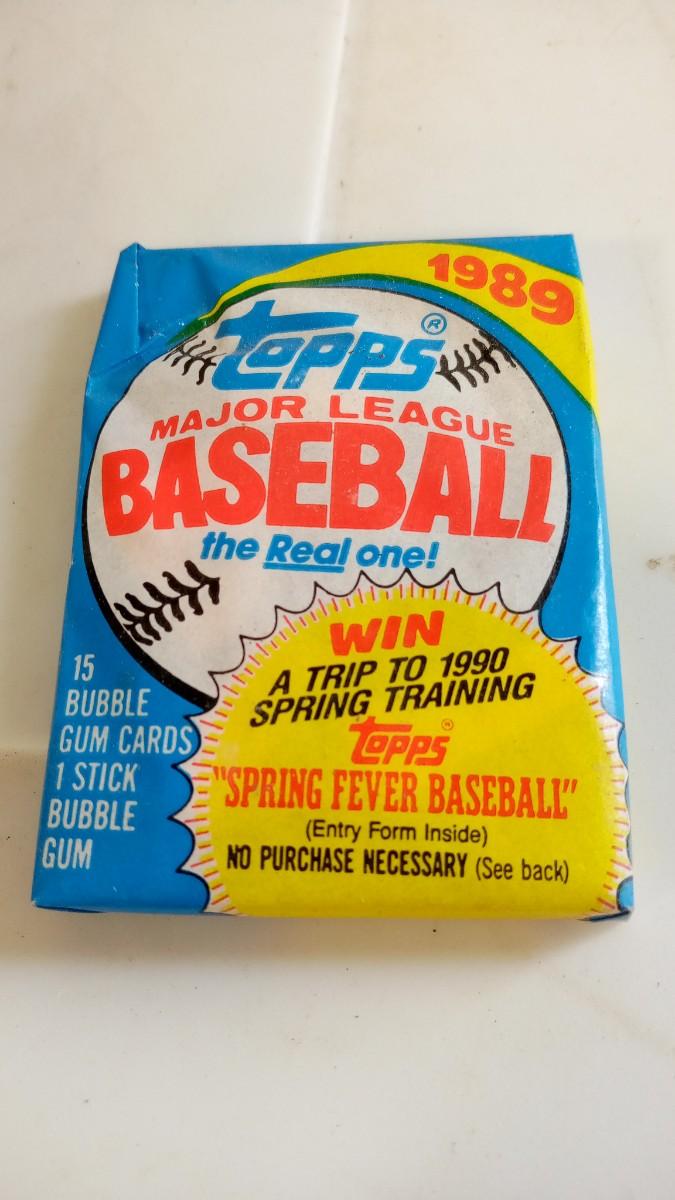 1989
topps®
MAJOR LEAGUE
BASEBALL
the Real one!
15
BUBBLE
GUM CARDS
1 STICK
BUBBLE
GUM
WIN
A TRIP TO 1990
SPRING TRAINING
topps®
"SPRING FEVER BASEBALL"
(Entry Form Inside)
NO PURCHASE NECESSARY (See back)